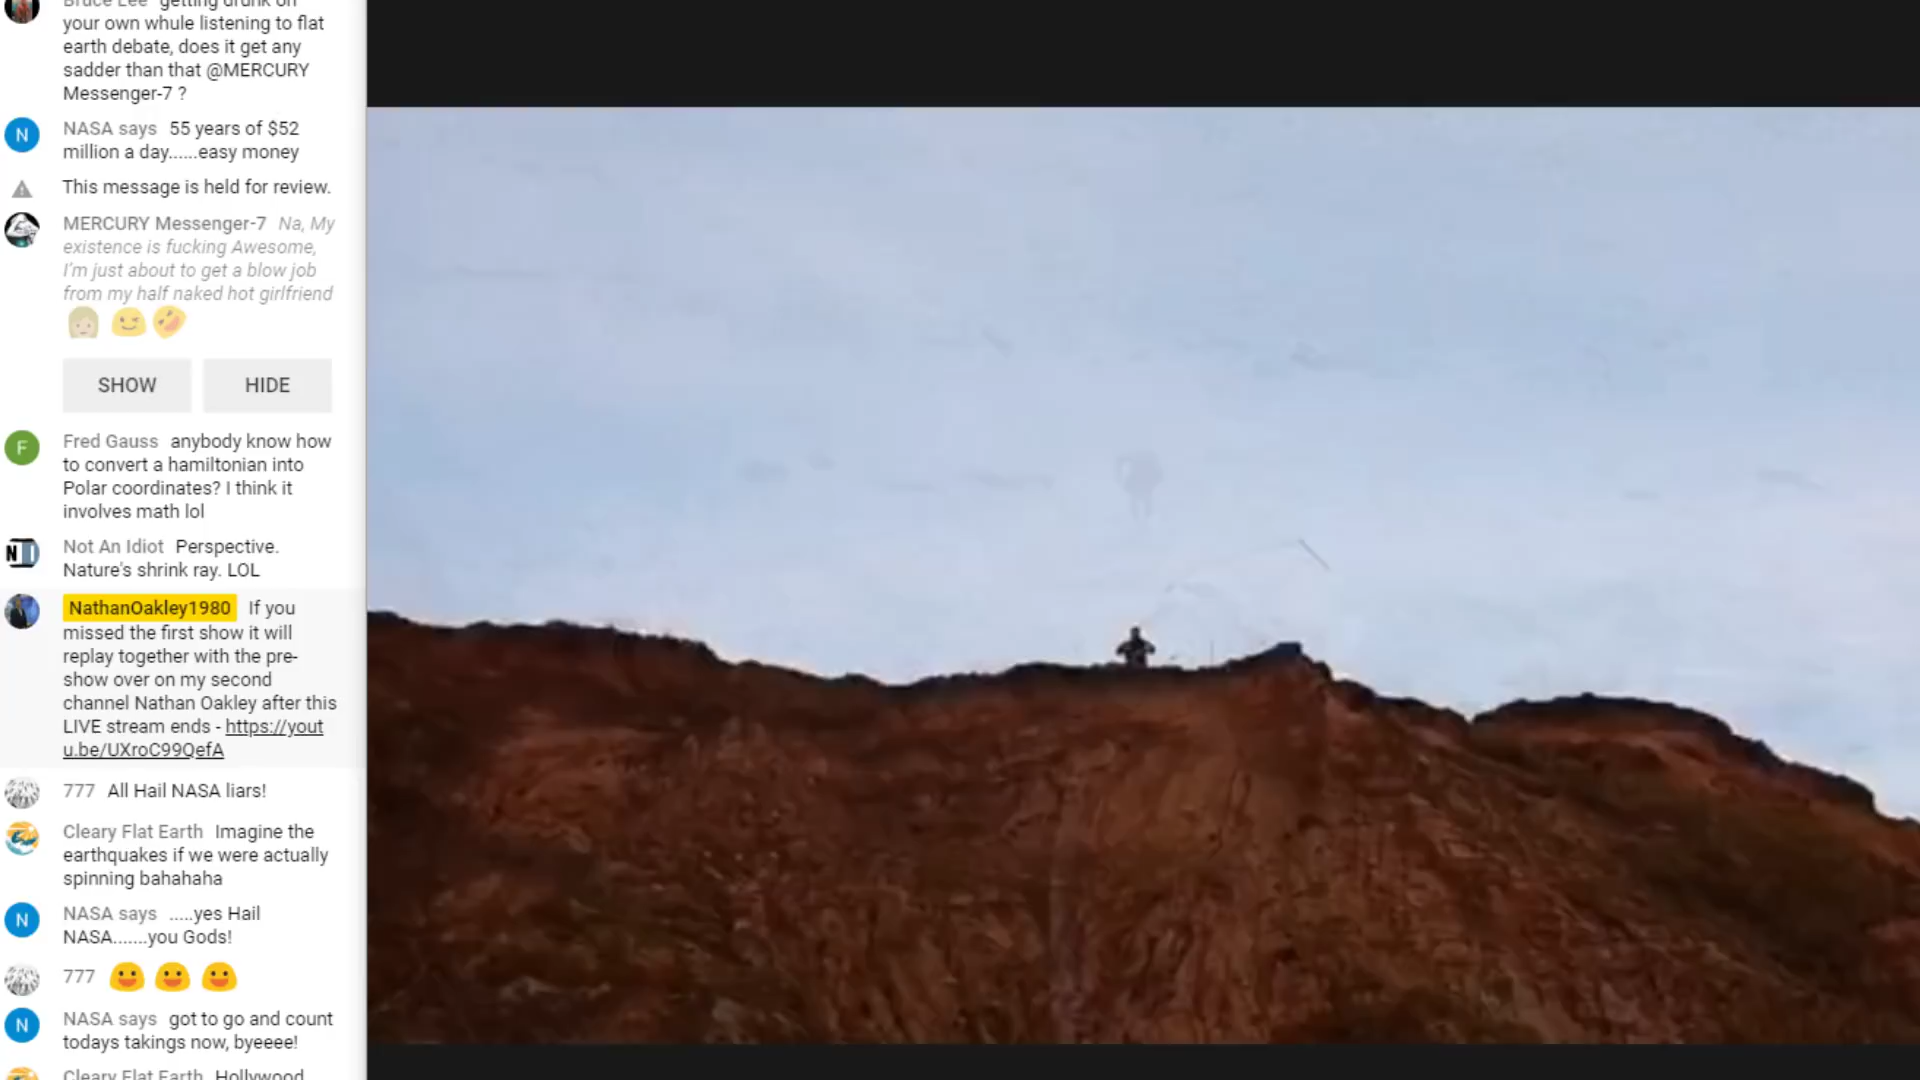 Bruce Lee getting drunk on
your own whule listening to flat
earth debate, does it get any
sadder than that @MERCURY
Messenger-7 ?
N
NASA says 55 years of $52
million a day......easy money
This message is held for review.
MERCURY Messenger-7 Na, My
existence is fucking Awesome,
I'm just about to get a blow job
from my half naked hot girlfriend
SHOW HIDE
F
Fred Gauss anybody know how
to convert a hamiltonian into
Polar coordinates? I think it
involves math lol
Not An Idiot Perspective.
Nature's shrink ray. LOL
NathanOakley1980 If you
missed the first show it will
replay together with the pre-
show over on my second
channel Nathan Oakley after this
LIVE stream ends - https://yout
u.be/UXroC99QefA
777 All Hail NASA liars!
Cleary Flat Earth Imagine the
earthquakes if we were actually
spinning bahahaha
N
NASA says .....yes Hail
NASA.......you Gods!
777
N
NASA says got to go and count
todays takings now, byeeee!
Cleary Flat Earth Hollywood